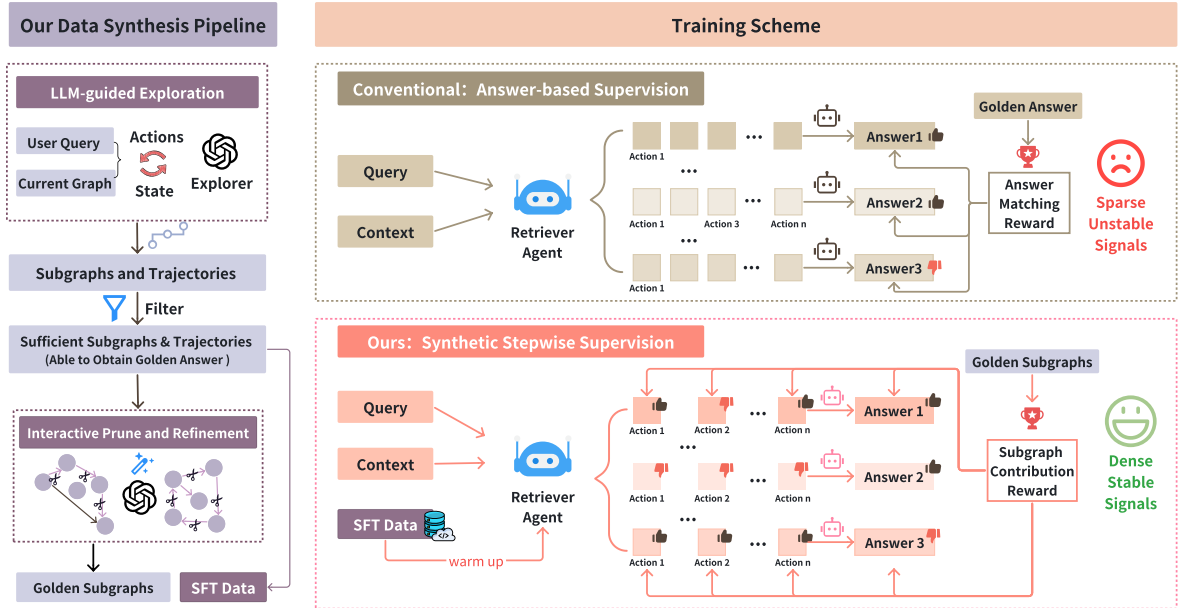 Our Data Synthesis Pipeline
LLM-guided Exploration
User Query
Current Graph
Actions
State
Explorer
Subgraphs and Trajectories
Filter
Sufficient Subgraphs & Trajectories
(Able to Obtain Golden Answer )
Interactive Prune and Refinement
Golden Subgraphs
SFT Data
Training Scheme
Conventional：Answer-based Supervision
Query
Context
Retriever
Agent
...
Action 1
...
...
Action 1
Action 3
Action n
...
...
Action 1
Answer1
Answer2
Answer3
Golden Answer
Answer
Matching
Reward
Sparse
Unstable
Signals
Ours：Synthetic Stepwise Supervision
Query
Context
SFT Data
warm up
Retriever
Agent
...
Action 1
Action 2
Action n
...
...
Action 1
Action 2
Action n
...
...
Action 1
Action 2
Action n
Answer 1
Answer 2
Answer 3
Golden Subgraphs
Subgraph
Contribution
Reward
Dense
Stable
Signals